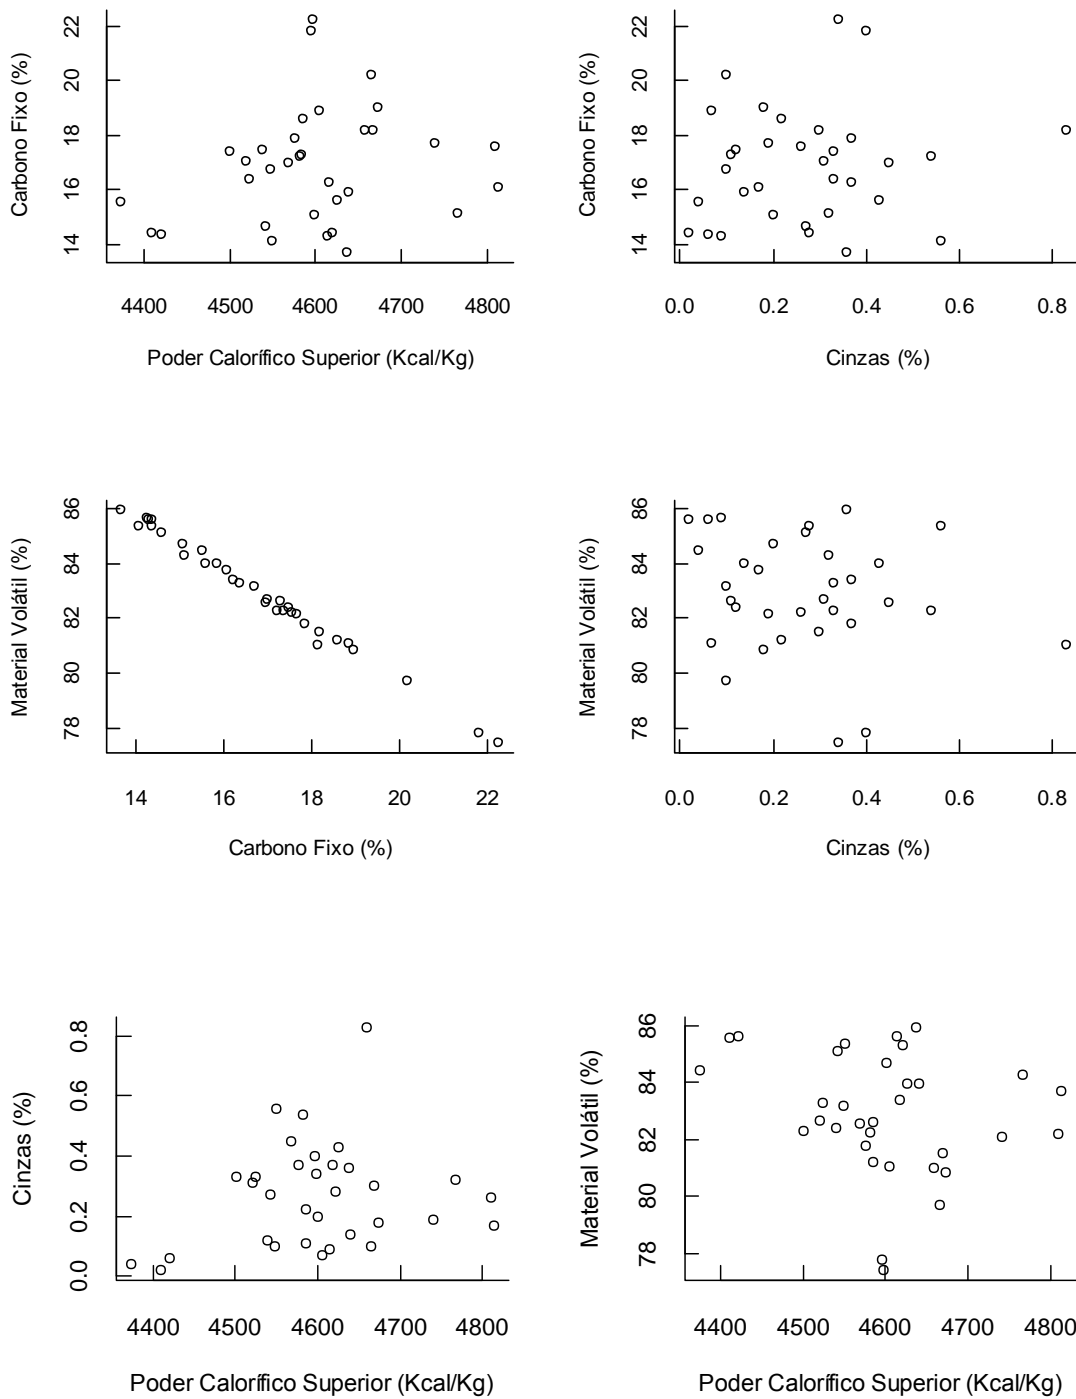 Carbono Fixo (%)
22
20
18
16
14
4400 4500 4600 4700 4800
Poder Calorífico Superior (Kcal/Kg)
Carbono Fixo (%)
22
20
18
16
14
0.0 0.2 0.4 0.6 0.8
Cinzas (%)
Material Volátil (%)
86
84
82
80
78
14 16 18 20 22
Carbono Fixo (%)
Material Volátil (%)
86
84
82
80
78
0.0 0.2 0.4 0.6 0.8
Cinzas (%)
Cinzas (%)
0.8
0.6
0.4
0.2
0.0
4400 4500 4600 4700 4800
Poder Calorífico Superior (Kcal/Kg)
Material Volátil (%)
86
84
82
80
78
4400 4500 4600 4700 4800
Poder Calorífico Superior (Kcal/Kg)